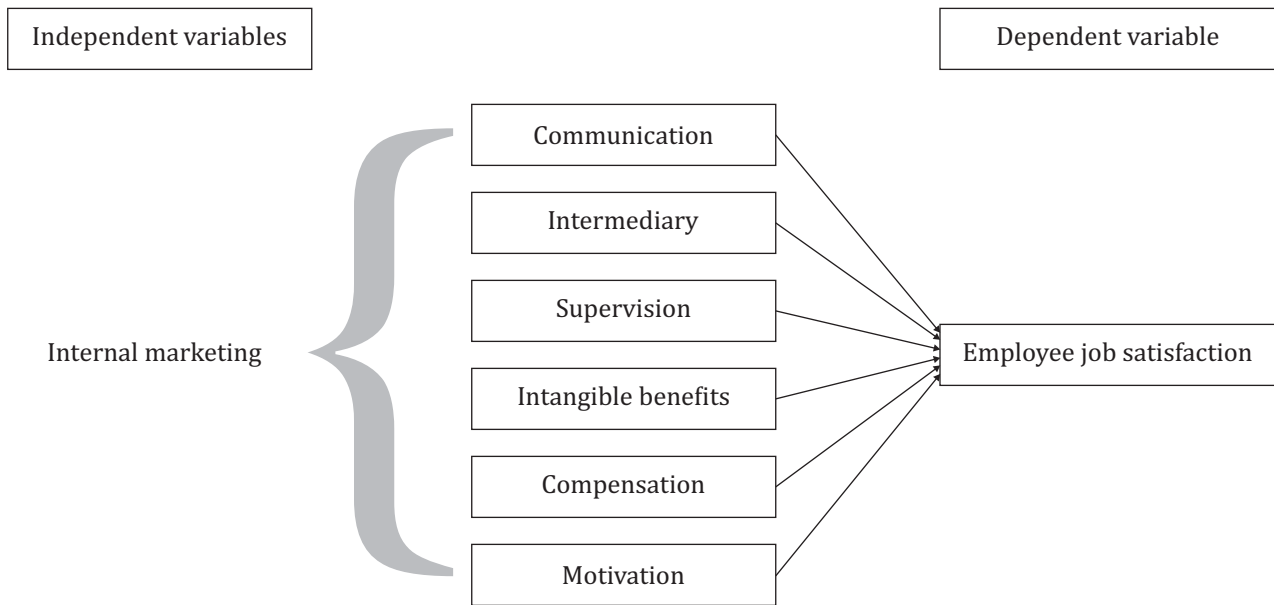 Independent variables
Dependent variable
Communication
Intermediary
Supervision
Internal marketing
Employee job satisfaction
Intangible benefits
Compensation
Motivation